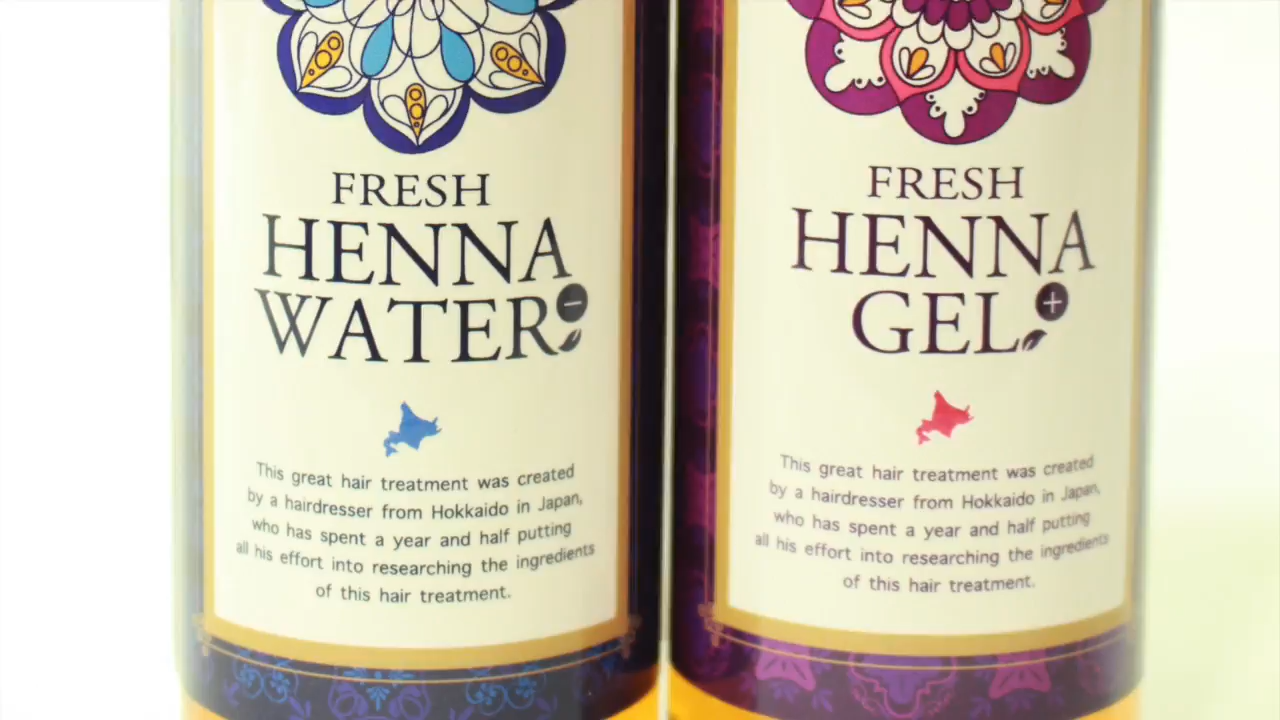 FRESH
HENNA
WATER
This great hair treatment was created
by a hairdresser from Hokkaido in Japan,
who has spent a year and half putting
all his effort into researching the ingredients
of this hair treatment.
FRESH
HENNA
GEL
This great hair treatment was created
by a hairdresser from Hokkaido in Japan,
who has spent a year and half putting
all his effort into researching the ingredients
of this hair treatment.